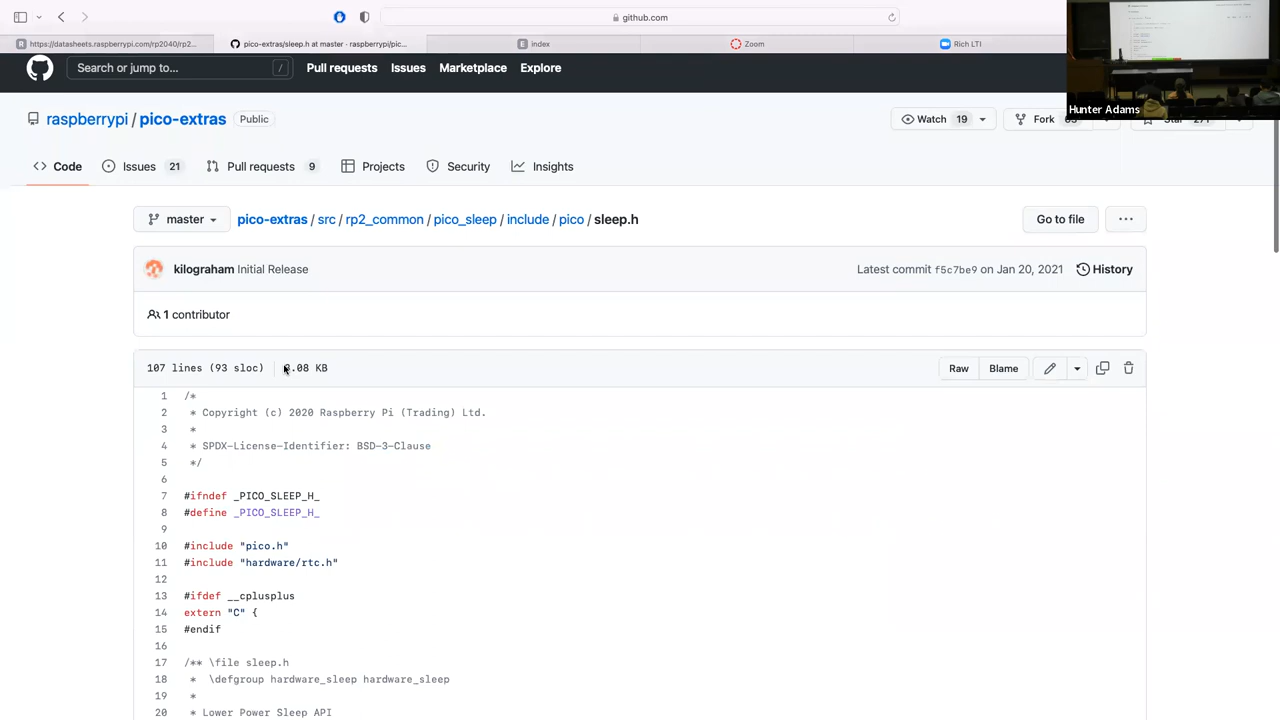 github.com
https://datasheets.raspberrypi.com/rp2040/rp2...
pico-extras/sleep.h at master · raspberrypi/pic...
index
Zoom
Rich LTI
Search or jump to...
/
Pull requests
Issues
Marketplace
Explore
Hunter Adams
raspberrypi / pico-extras
Public
Watch 19
Fork
Star
Code
Issues 21
Pull requests 9
Projects
Security
Insights
master
pico-extras / src / rp2_common / pico_sleep / include / pico / sleep.h
Go to file
...
kilograham Initial Release
Latest commit f5c7be9 on Jan 20, 2021
History
1 contributor
107 lines (93 sloc)
.08 KB
Raw
Blame
1 /*
2 * Copyright (c) 2020 Raspberry Pi (Trading) Ltd.
3 *
4 * SPDX-License-Identifier: BSD-3-Clause
5 */
6
7 #ifndef _PICO_SLEEP_H_
8 #define _PICO_SLEEP_H_
9
10 #include "pico.h"
11 #include "hardware/rtc.h"
12
13 #ifdef __cplusplus
14 extern "C" {
15 #endif
16
17 /** \file sleep.h
18 * \defgroup hardware_sleep hardware_sleep
19 *
20 * Lower Power Sleep API